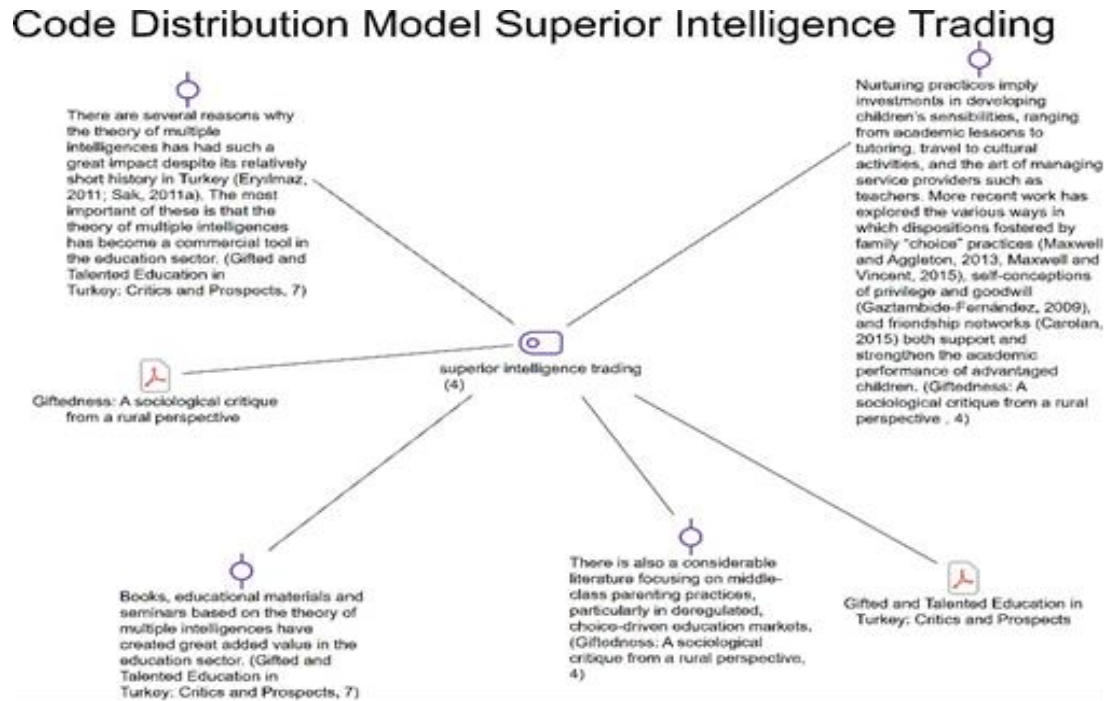 Code Distribution Model Superior Intelligence Trading
There are several reasons why
the theory of multiple
intelligences has had such a
great impact despite its relatively
short history in Turkey (Eryılmaz,
2011; Sak, 2011a). The most
important of these is that the
theory of multiple intelligences
has become a commercial tool in
the education sector. (Gifted and
Talented Education in
Turkey: Critics and Prospects, 7)
Nurturing practices imply
investments in developing
children's sensibilities, ranging
from academic lessons to
tutoring, travel to cultural
activities, and the art of managing
service providers such as
teachers. More recent work has
explored the various ways in
which dispositions fostered by
family "choice" practices (Maxwell
and Aggleton, 2013, Maxwell and
Vincent, 2015), self-conceptions
of privilege and goodwill
(Gaztambide-Fernández, 2009),
and friendship networks (Carolan,
2015) both support and
strengthen the academic
performance of advantaged
children. (Giftedness: A
sociological critique from a rural
perspective , 4)
superior intelligence trading
(4)
Giftedness: A sociological critique
from a rural perspective
Books, educational materials and
seminars based on the theory of
multiple intelligences have
created great added value in the
education sector. (Gifted and
Talented Education in
Turkey: Critics and Prospects, 7)
There is also a considerable
literature focusing on middle-
class parenting practices,
particularly in deregulated,
choice-driven education markets.
(Giftedness: A sociological
critique from a rural perspective,
4)
Gifted and Talented Education in
Turkey: Critics and Prospects